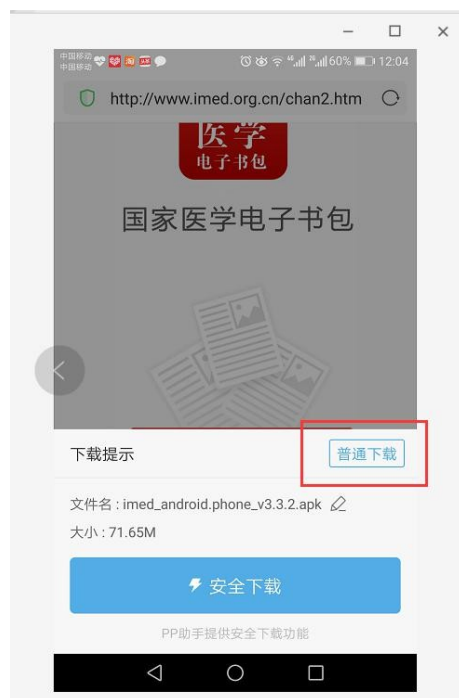 中国移动
中国移动
60% 12:04
http://www.imed.org.cn/chan2.htm
医学
电子书包
国家医学电子书包
下载提示
普通下载
文件名 : imed_android.phone_v3.3.2.apk
大小 : 71.65M
安全下载
PP助手提供安全下载功能